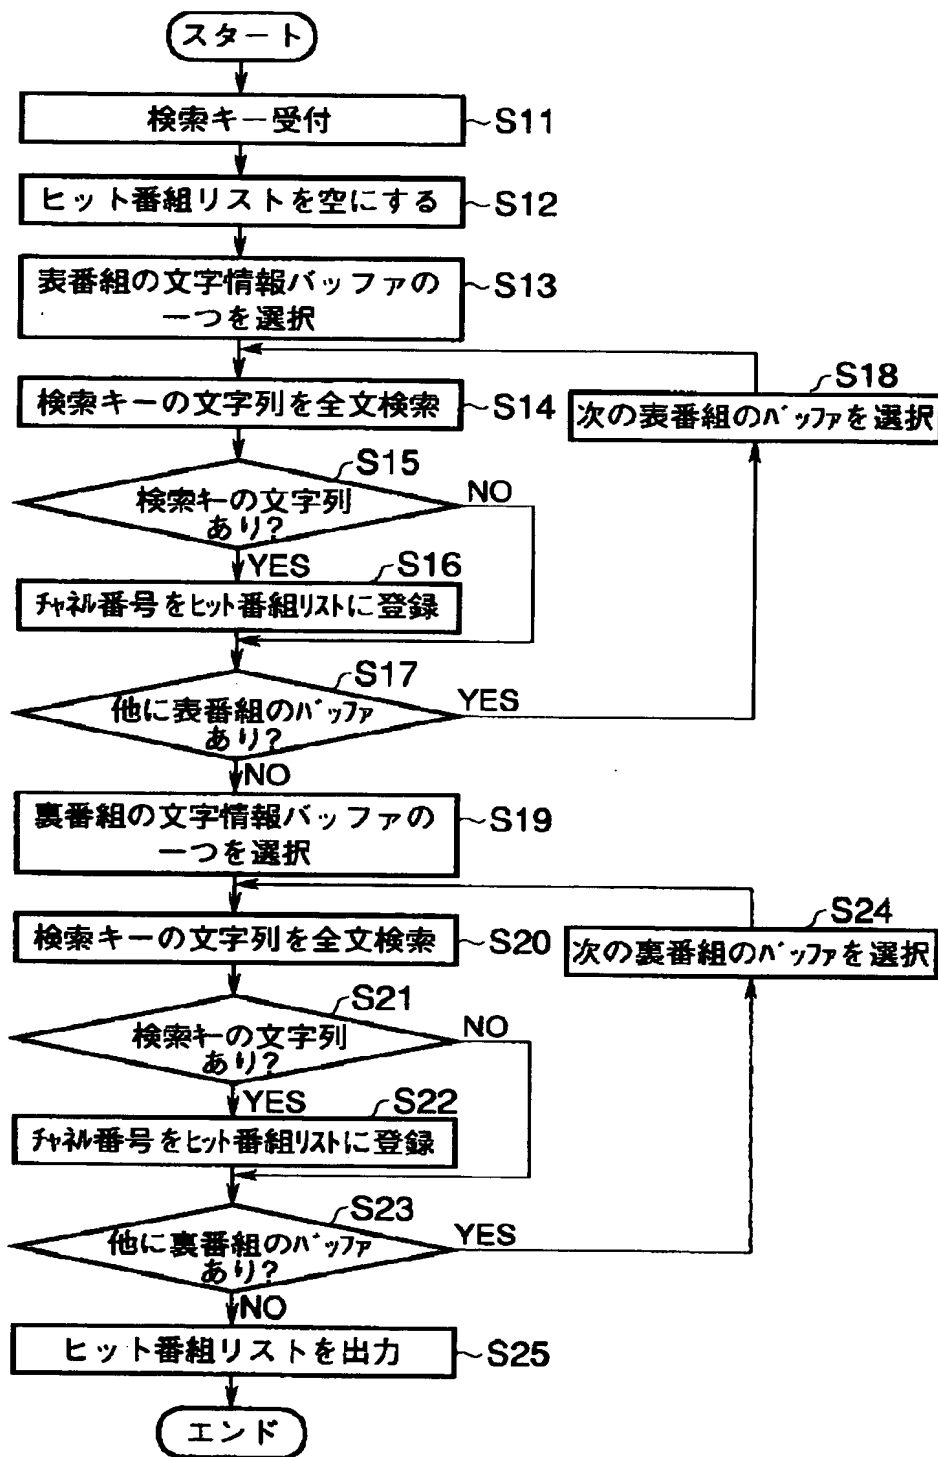 スタート
検索キー受付
S11
ヒット番組リストを空にする
S12
表番組の文字情報バッファの
一つを選択
S13
検索キーの文字列を全文検索
S14
S18
次の表番組のバッファを選択
S15
検索キーの文字列
あり?
NO
YES
S16
チャネル番号をヒット番組リストに登録
S17
他に表番組のバッファ
あり?
YES
NO
裏番組の文字情報バッファの
一つを選択
S19
検索キーの文字列を全文検索
S20
S24
次の裏番組のバッファを選択
S21
検索キーの文字列
あり?
NO
YES
S22
チャネル番号をヒット番組リストに登録
S23
他に裏番組のバッファ
あり?
YES
NO
ヒット番組リストを出力
S25
エンド